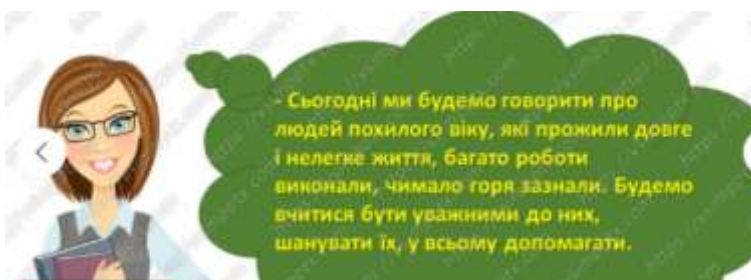 - Сьогодні ми будемо говорити про
людей похилого віку, які прожили довге
і нелегке життя, багато роботи
виконали, чимало горя зазнали. Будемо
вчитися бути уважними до них,
шанувати їх, у всьому допомагати.